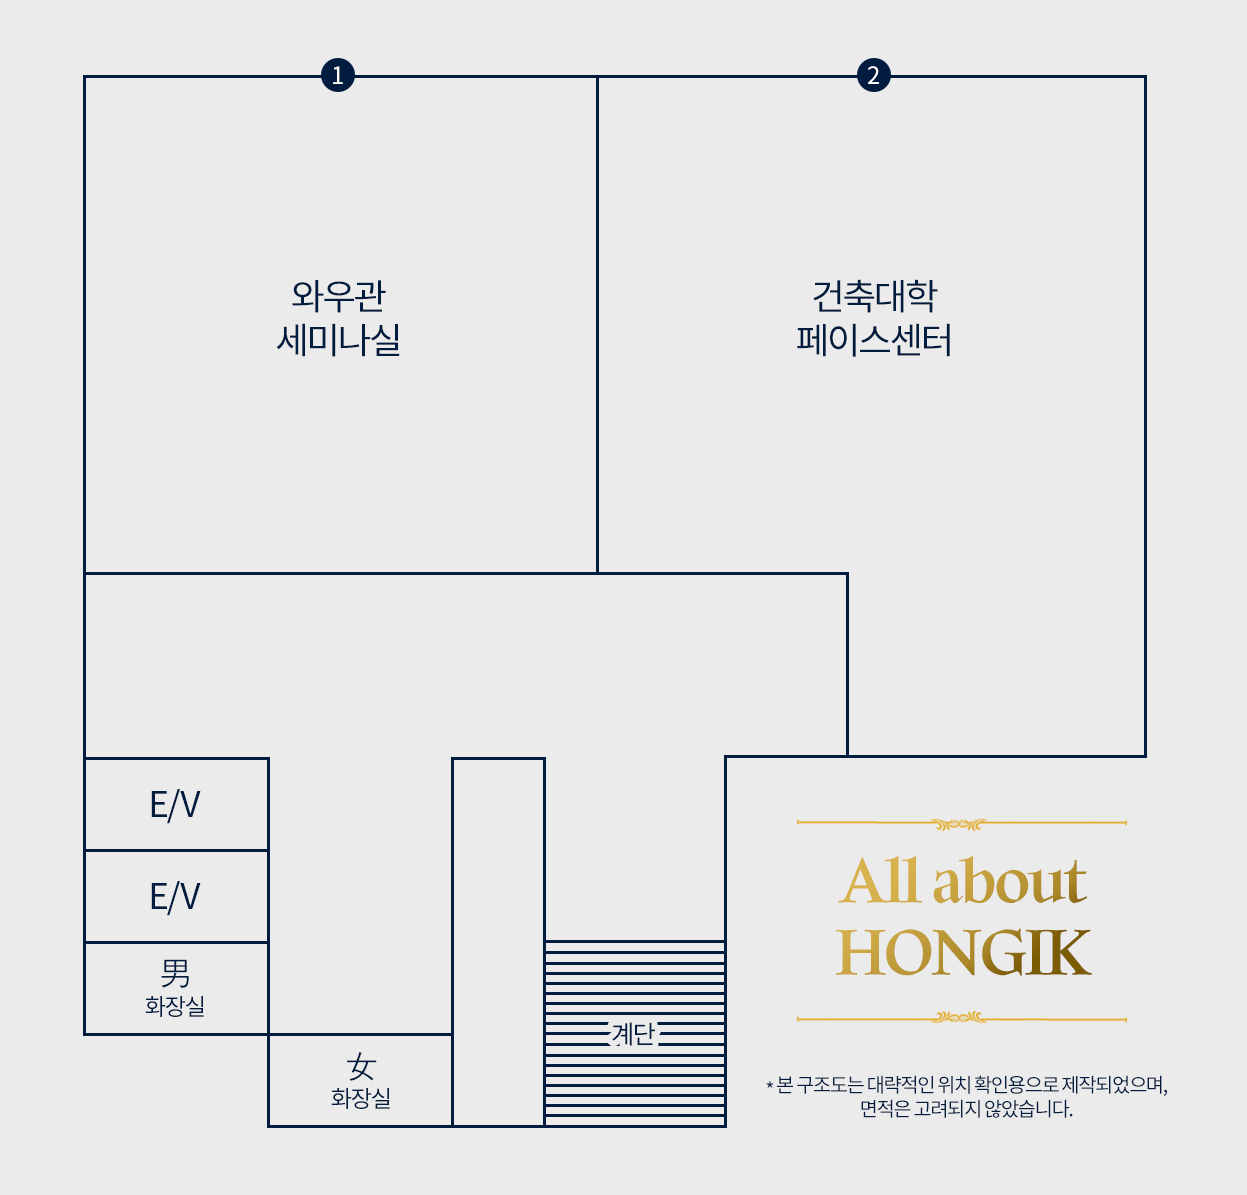 1
2
와우관
세미나실
건축대학
페이스센터
E/V
E/V
男
화장실
女
화장실
계단
All about
HONGIK
* 본 구조도는 대략적인 위치 확인용으로 제작되었으며,
면적은 고려되지 않았습니다.